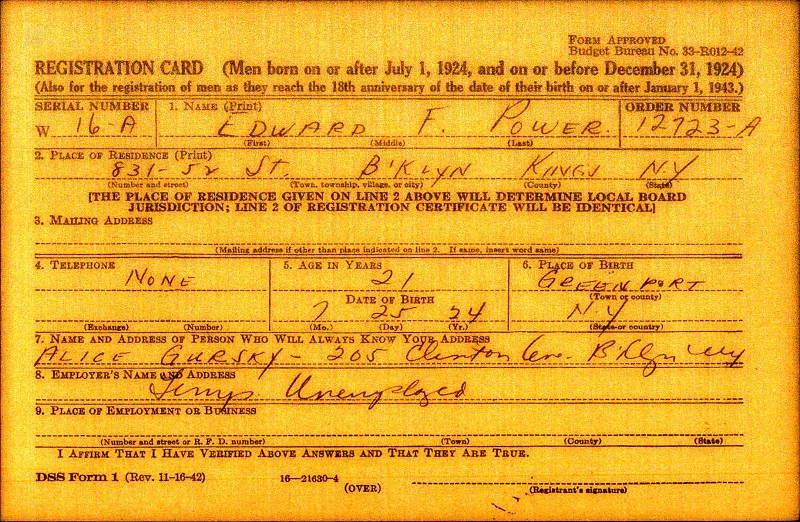 FORM APPROVED
Budget Bureau No. 33-R012-42
REGISTRATION CARD (Men born on or after July 1, 1924, and on or before December 31, 1924)
(Also for the registration of men as they reach the 18th anniversary of the date of their birth on or after January 1, 1943.)
SERIAL NUMBER 1. NAME (Print) ORDER NUMBER
W 16-A EDWARD F. POWER. 12723-A
(First) (Middle) (Last)
2. PLACE OF RESIDENCE (Print)
831-52 ST. B'KLYN KINGS NY
(Number and street) (Town, township, village, or city) (County) (State)
[THE PLACE OF RESIDENCE GIVEN ON LINE 2 ABOVE WILL DETERMINE LOCAL BOARD
JURISDICTION; LINE 2 OF REGISTRATION CERTIFICATE WILL BE IDENTICAL]
3. MAILING ADDRESS
(Mailing address if other than place indicated on line 2. If same, insert word same)
4. TELEPHONE 5. AGE IN YEARS 6. PLACE OF BIRTH
NONE 21 GREENPORT
(Town or county)
DATE OF BIRTH
7 25 24 NY
(Exchange) (Number) (Mo.) (Day) (Yr.) (State or country)
7. NAME AND ADDRESS OF PERSON WHO WILL ALWAYS KNOW YOUR ADDRESS
ALICE GURSKY - 205 Clinton Ave. B'klyn NY
8. EMPLOYER'S NAME AND ADDRESS
Temp Unemployed
9. PLACE OF EMPLOYMENT OR BUSINESS
(Number and street or R. F. D. number) (Town) (County) (State)
I AFFIRM THAT I HAVE VERIFIED ABOVE ANSWERS AND THAT THEY ARE TRUE.
DSS Form 1 (Rev. 11-16-42) 16—21630-4
(OVER) (Registrant's signature)